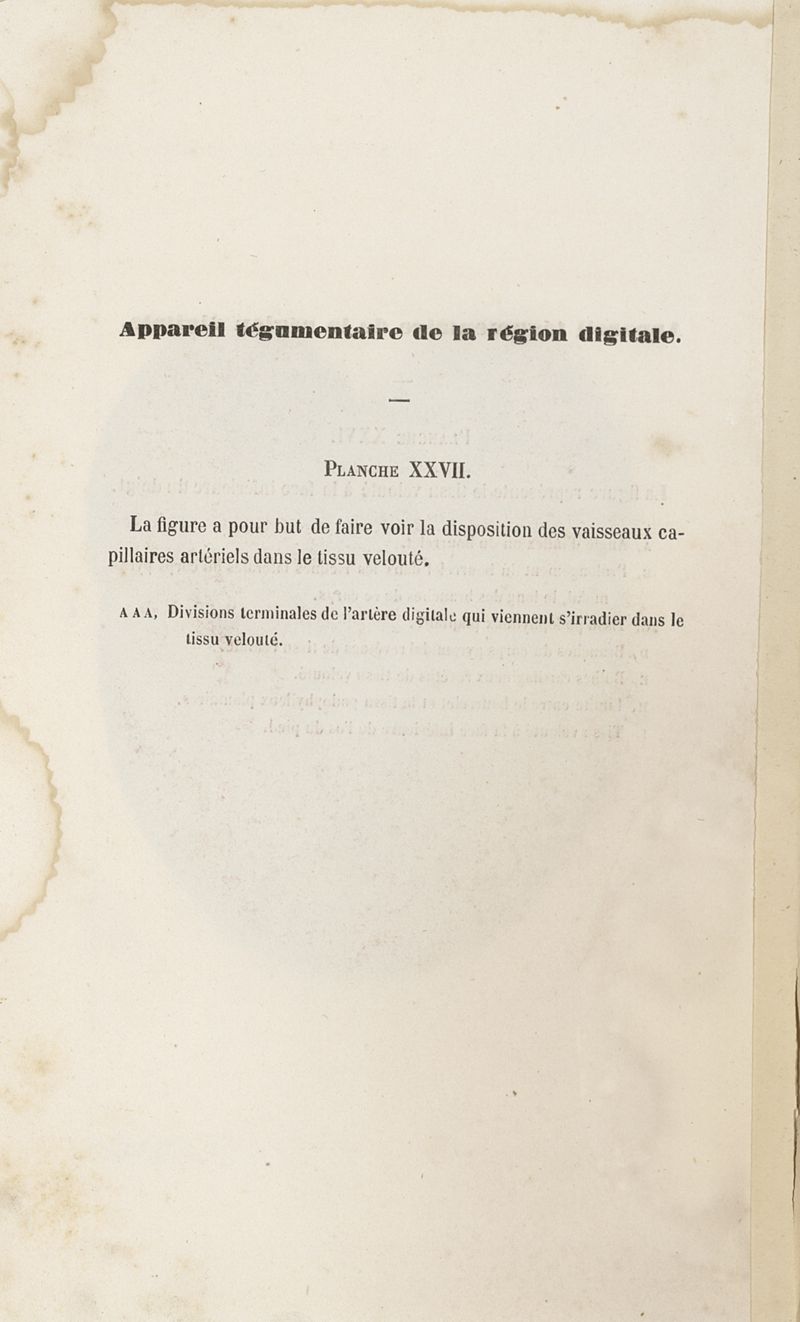 Appareil tégumentaire de la région digitale.
PLANCHE XXVII.
La figure a pour but de faire voir la disposition des vaisseaux ca-
pillaires artériels dans le tissu velouté.
A A A, Divisions terminales de l'artère digitale qui viennent s'irradier dans le
tissu velouté.